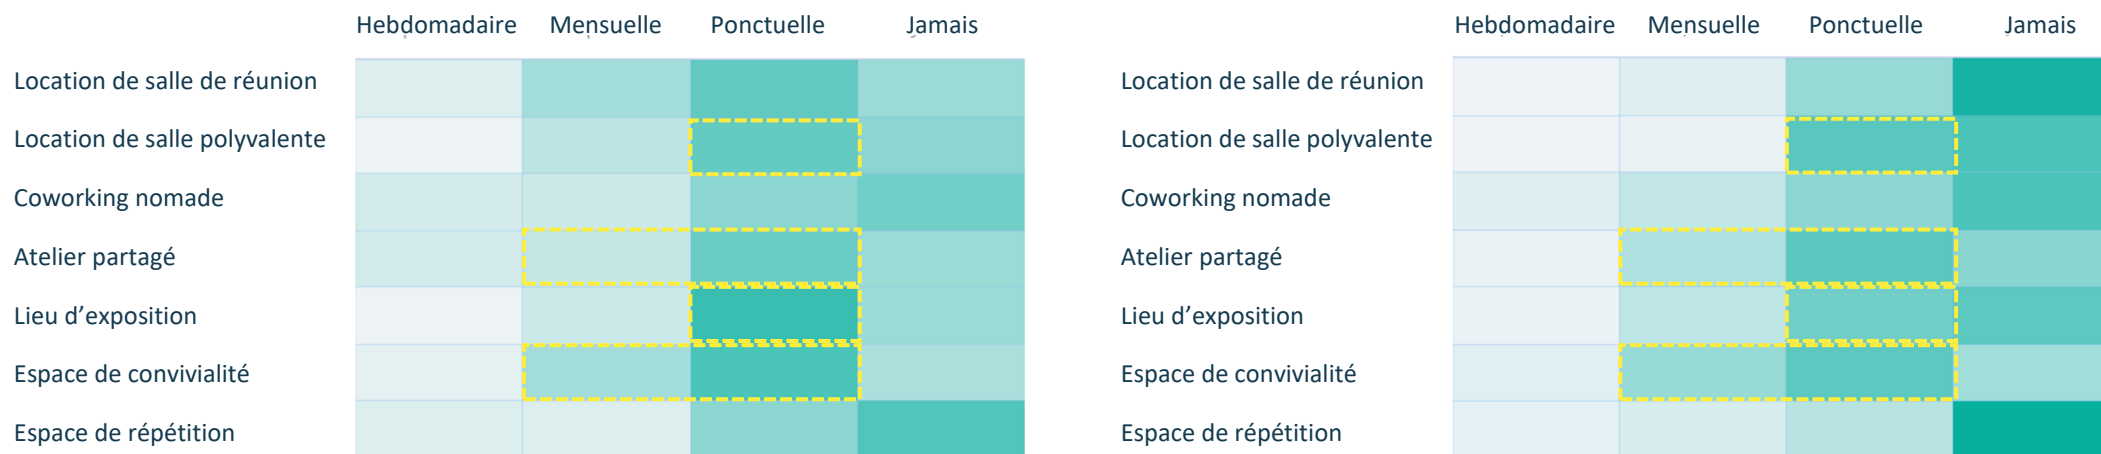 Hebdomadaire Mensuelle Ponctuelle Jamais
Location de salle de réunion
Location de salle polyvalente
Coworking nomade
Atelier partagé
Lieu d’exposition
Espace de convivialité
Espace de répétition
Hebdomadaire Mensuelle Ponctuelle Jamais
Location de salle de réunion
Location de salle polyvalente
Coworking nomade
Atelier partagé
Lieu d’exposition
Espace de convivialité
Espace de répétition